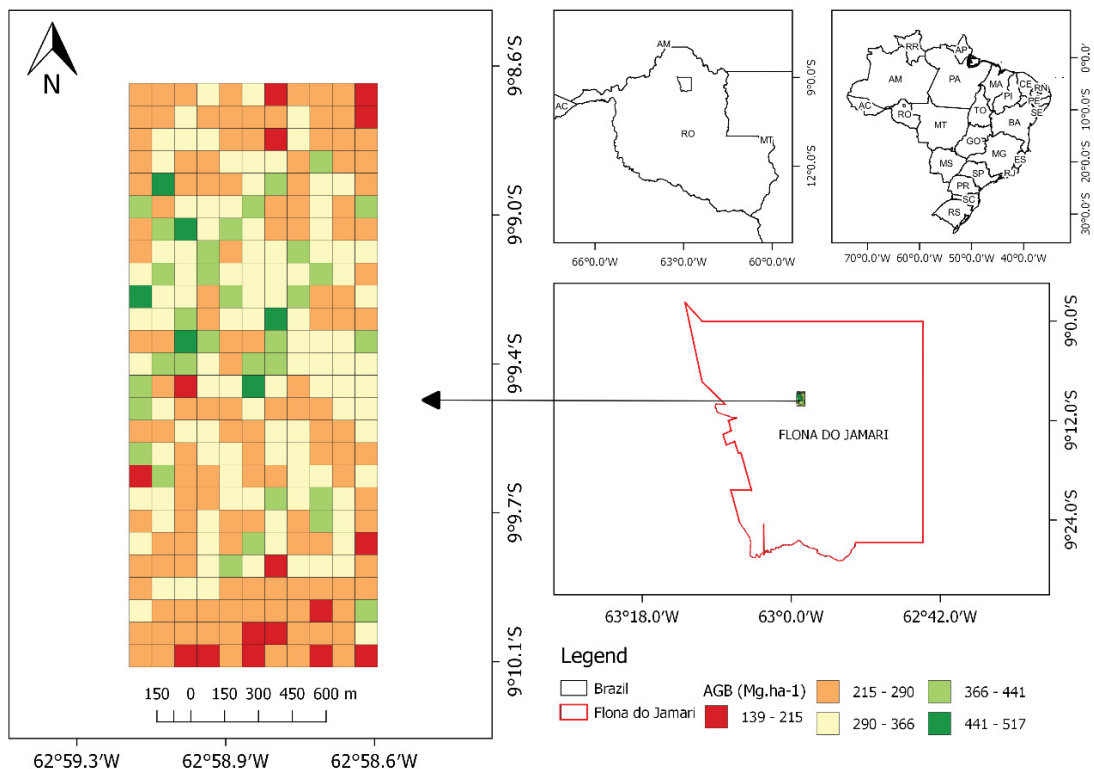 N
9°8.6'S
9°9.0'S
9°9.4'S
9°9.7'S
9°10.1'S
150 0 150 300 450 600 m
62°59.3'W 62°58.9'W 62°58.6'W
AM
AC
RO
MT
9°0.0'S
12°0.0'S
66°0.0'W 63°0.0'W 60°0.0'W
RR
AP
AM
PA
MA
CE
RN
PI
PE
AC
RO
TO
SE
MT
BA
GO
MG
MS
ES
SP
RJ
PR
SC
RS
0°0.0'
10°0.0'S
20°0.0'S
30°0.0'S
70°0.0'W 60°0.0'W 50°0.0'W 40°0.0'W
FLONA DO JAMARI
9°0.0'S
9°12.0'S
9°24.0'S
63°18.0'W 63°0.0'W 62°42.0'W
Legend
Brazil
Flona do Jamari
AGB (Mg.ha-1)
139 - 215
215 - 290
290 - 366
366 - 441
441 - 517